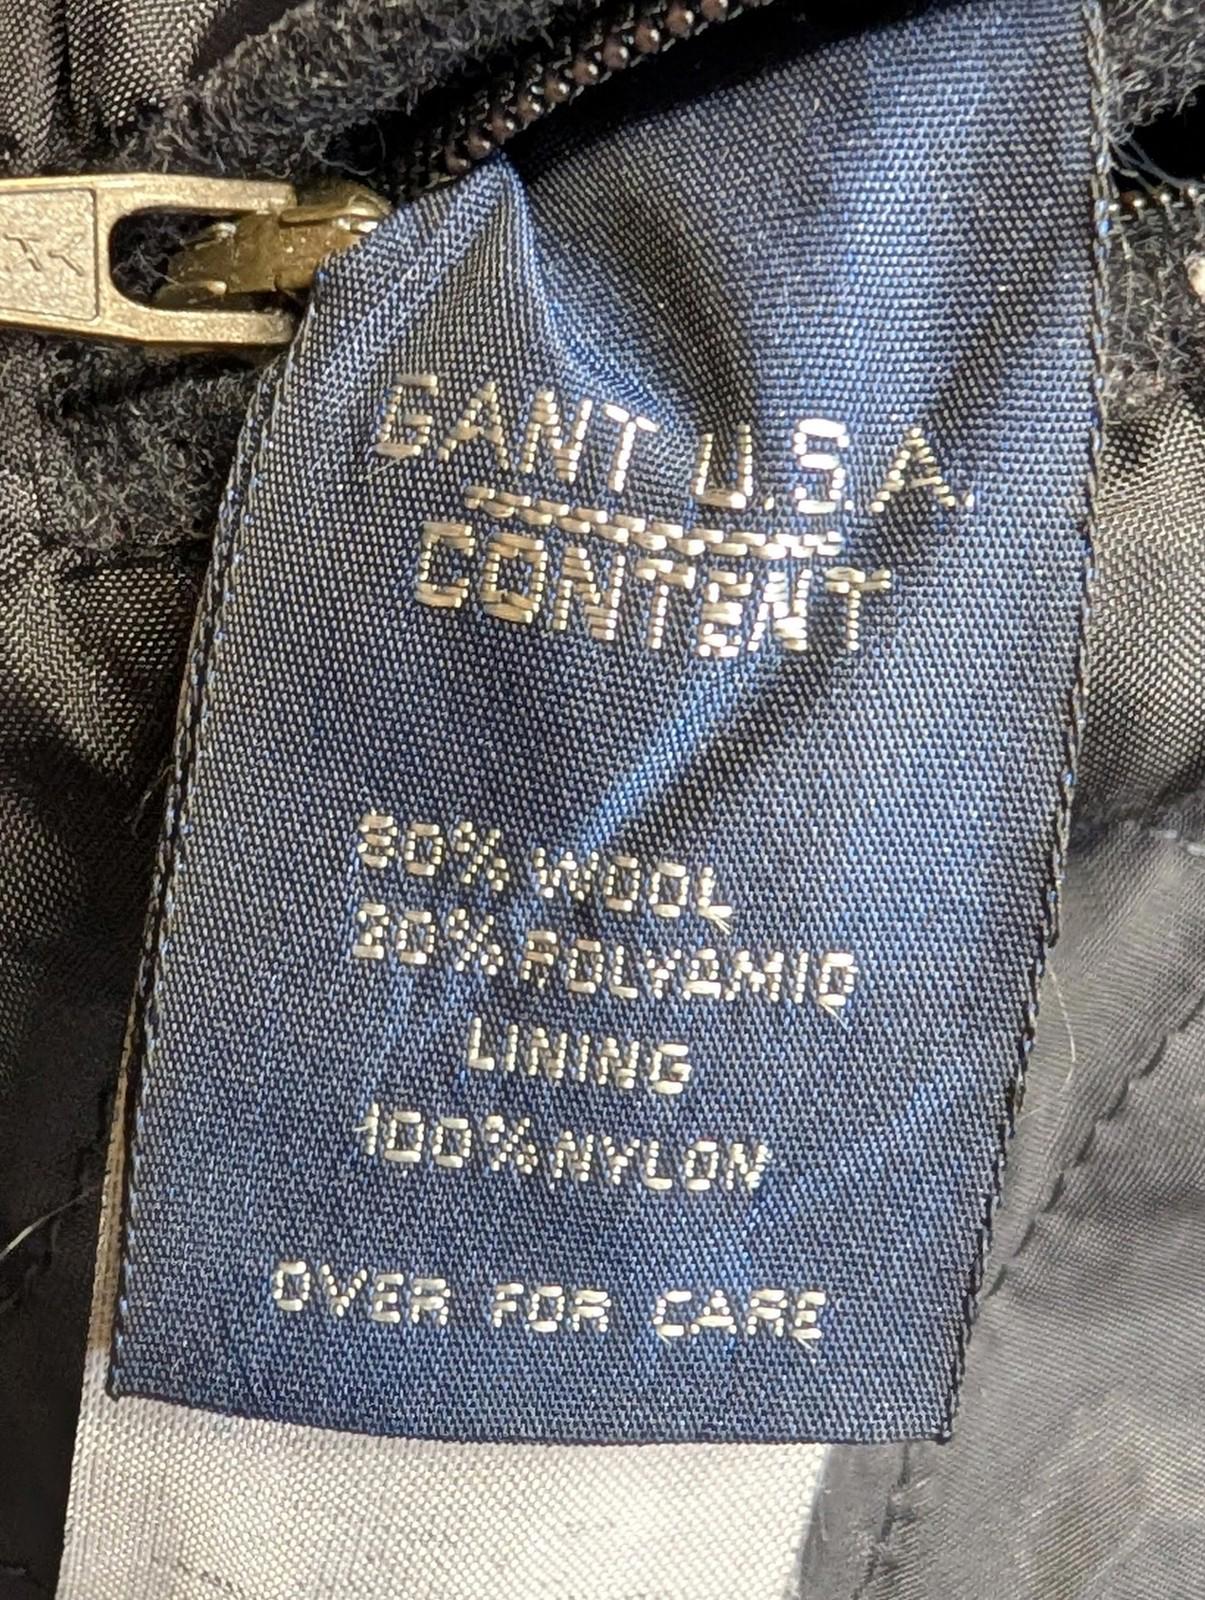 GANT U.S.A.
CONTENT
80% WOOL
20% POLYAMID
LINING
100% NYLON
OVER FOR CARE